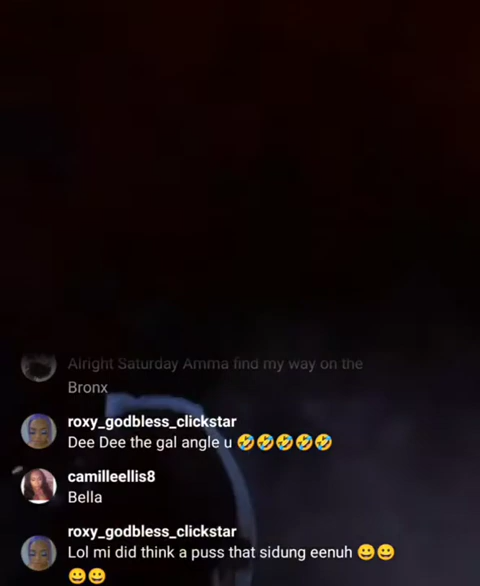 Alright Saturday Amma find my way on the
Bronx
roxy_godbless_clickstar
Dee Dee the gal angle u 🤣🤣🤣🤣🤣
camilleellis8
Bella
roxy_godbless_clickstar
Lol mi did think a puss that sidung eenuh 😀😀
😀😀